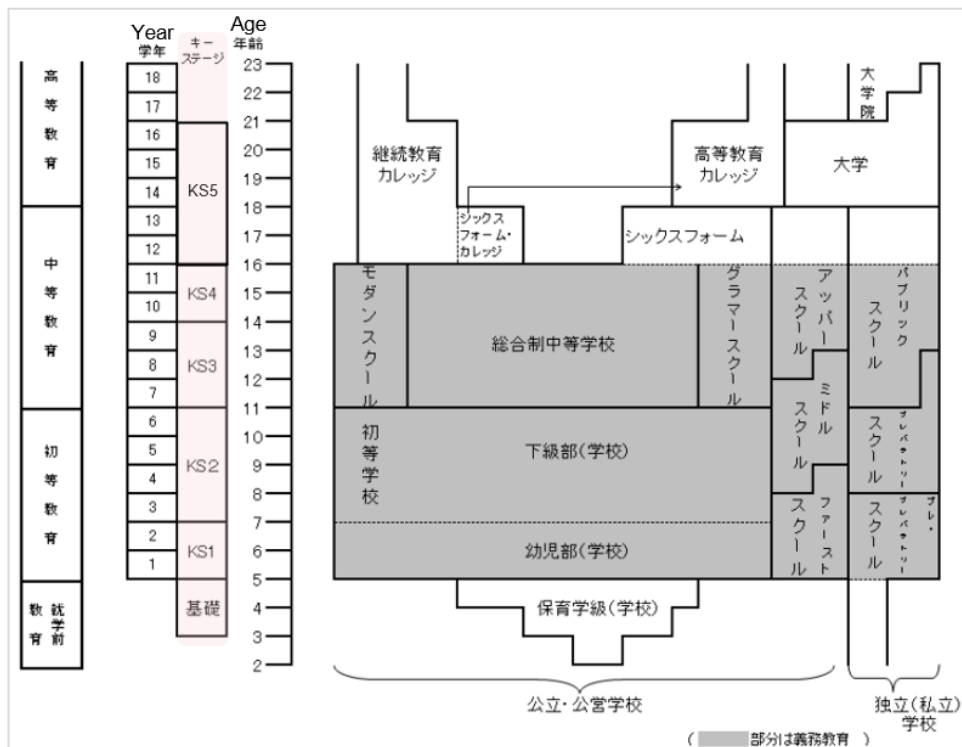 Year
学年
キー
ステージ
Age
年齢
高等教育
中等教育
初等教育
就学前
教育
18
17
16
15
14
13
12
11
10
9
8
7
6
5
4
3
2
1
KS5
KS4
KS3
KS2
KS1
基礎
23
22
21
20
19
18
17
16
15
14
13
12
11
10
9
8
7
6
5
4
3
2
継続教育
カレッジ
高等教育
カレッジ
大学院
大学
シックス
フォーム・
カレッジ
シックスフォーム
モダンスクール
総合制中等学校
グラマースクール
アッパー
スクール
パブリック
スクール
ミドル
スクール
プレパラトリー
スクール
初等学校
下級部(学校)
幼児部(学校)
ファースト
スクール
プレ・
プレパラトリー
スクール
保育学級(学校)
公立・公営学校
独立(私立)
学校
( 部分は義務教育 )